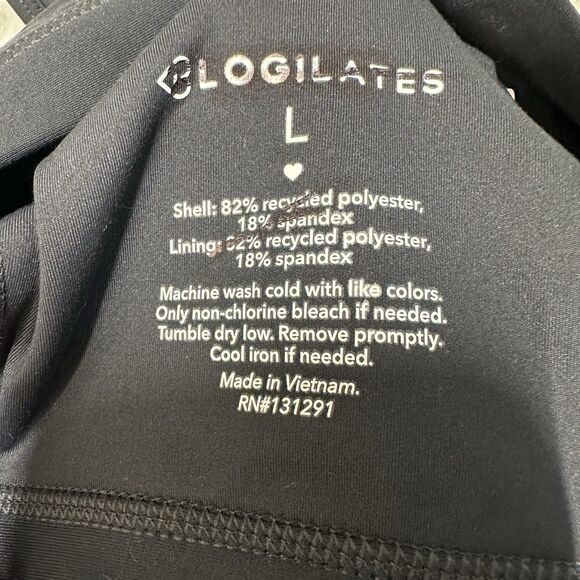 BLOGILATES
L
Shell: 82% recycled polyester,
18% spandex
Lining: 82% recycled polyester,
18% spandex
Machine wash cold with like colors.
Only non-chlorine bleach if needed.
Tumble dry low. Remove promptly.
Cool iron if needed.
Made in Vietnam.
RN#131291